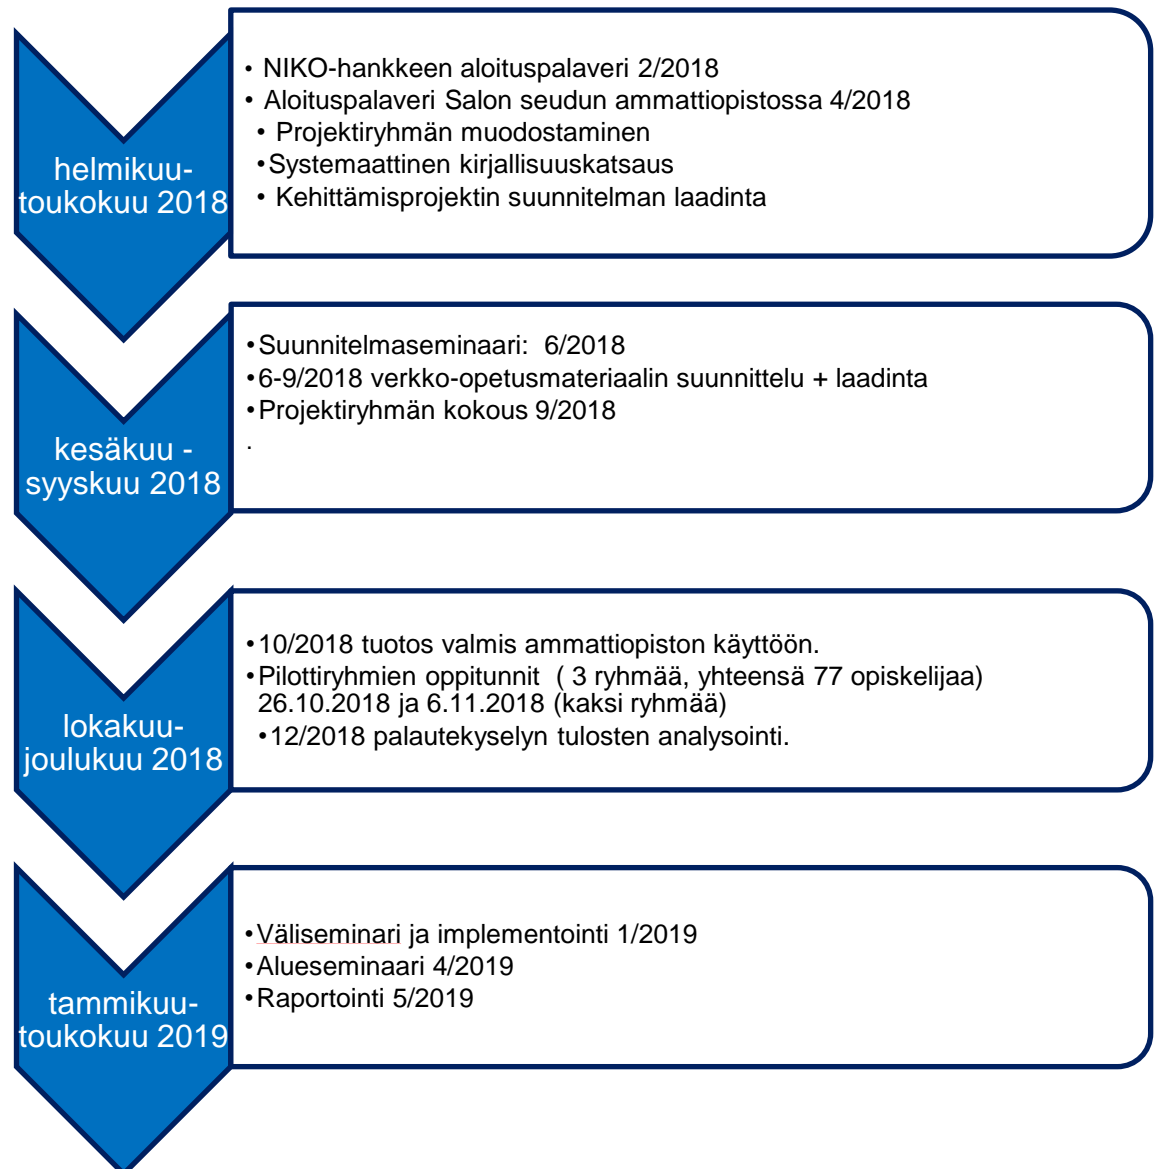 helmikuu-
toukokuu 2018
• NIKO-hankkeen aloituspalaveri 2/2018
• Aloituspalaveri Salon seudun ammattiopistossa 4/2018
• Projektiryhmän muodostaminen
•Systemaattinen kirjallisuuskatsaus
• Kehittämisprojektin suunnitelman laadinta
kesäkuu -
syyskuu 2018
•Suunnitelmaseminaari: 6/2018
•6-9/2018 verkko-opetusmateriaalin suunnittelu + laadinta
•Projektiryhmän kokous 9/2018
.
lokakuu-
joulukuu 2018
•10/2018 tuotos valmis ammattiopiston käyttöön.
•Pilottiryhmien oppitunnit ( 3 ryhmää, yhteensä 77 opiskelijaa)
26.10.2018 ja 6.11.2018 (kaksi ryhmää)
•12/2018 palautekyselyn tulosten analysointi.
tammikuu-
toukokuu 2019
•Väliseminari ja implementointi 1/2019
•Alueseminaari 4/2019
•Raportointi 5/2019